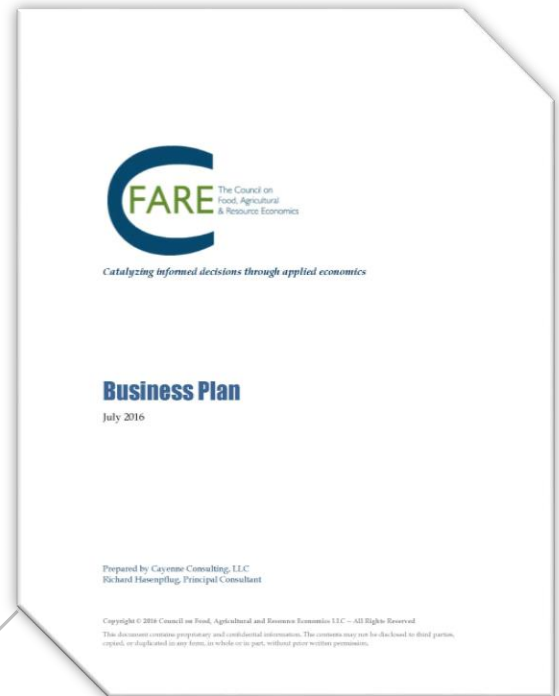 C
FARE
The Council on
Food, Agricultural
& Resource Economics
Catalyzing informed decisions through applied economics
Business Plan
July 2016
Prepared by Cayenne Consulting, LLC
Richard Hasenpflug, Principal Consultant
Copyright © 2016 Council on Food, Agricultural and Resource Economics LLC – All Rights Reserved
This document contains proprietary and confidential information. The contents may not be disclosed to third parties,
copied, or duplicated in any form, in whole or in part, without prior written permission.